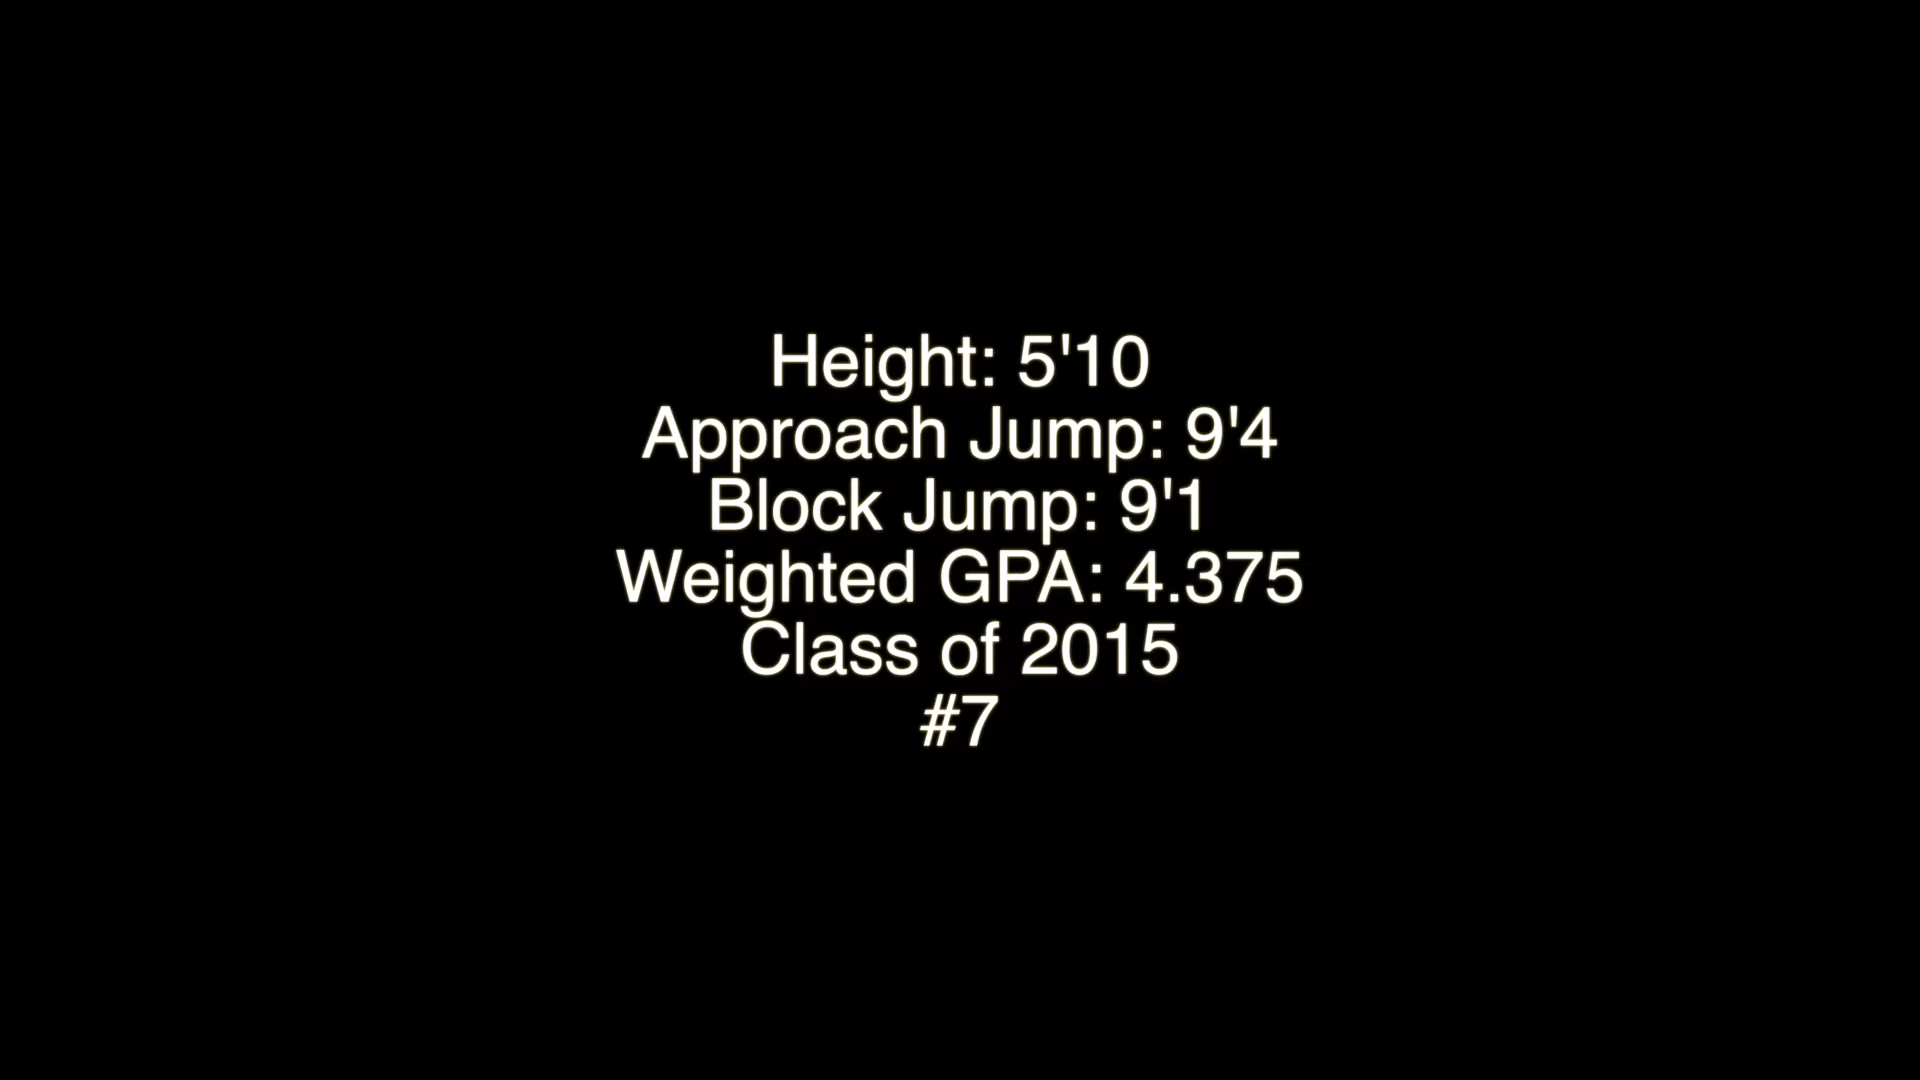 Height: 5'10
Approach Jump: 9'4
Block Jump: 9'1
Weighted GPA: 4.375
Class of 2015
#7